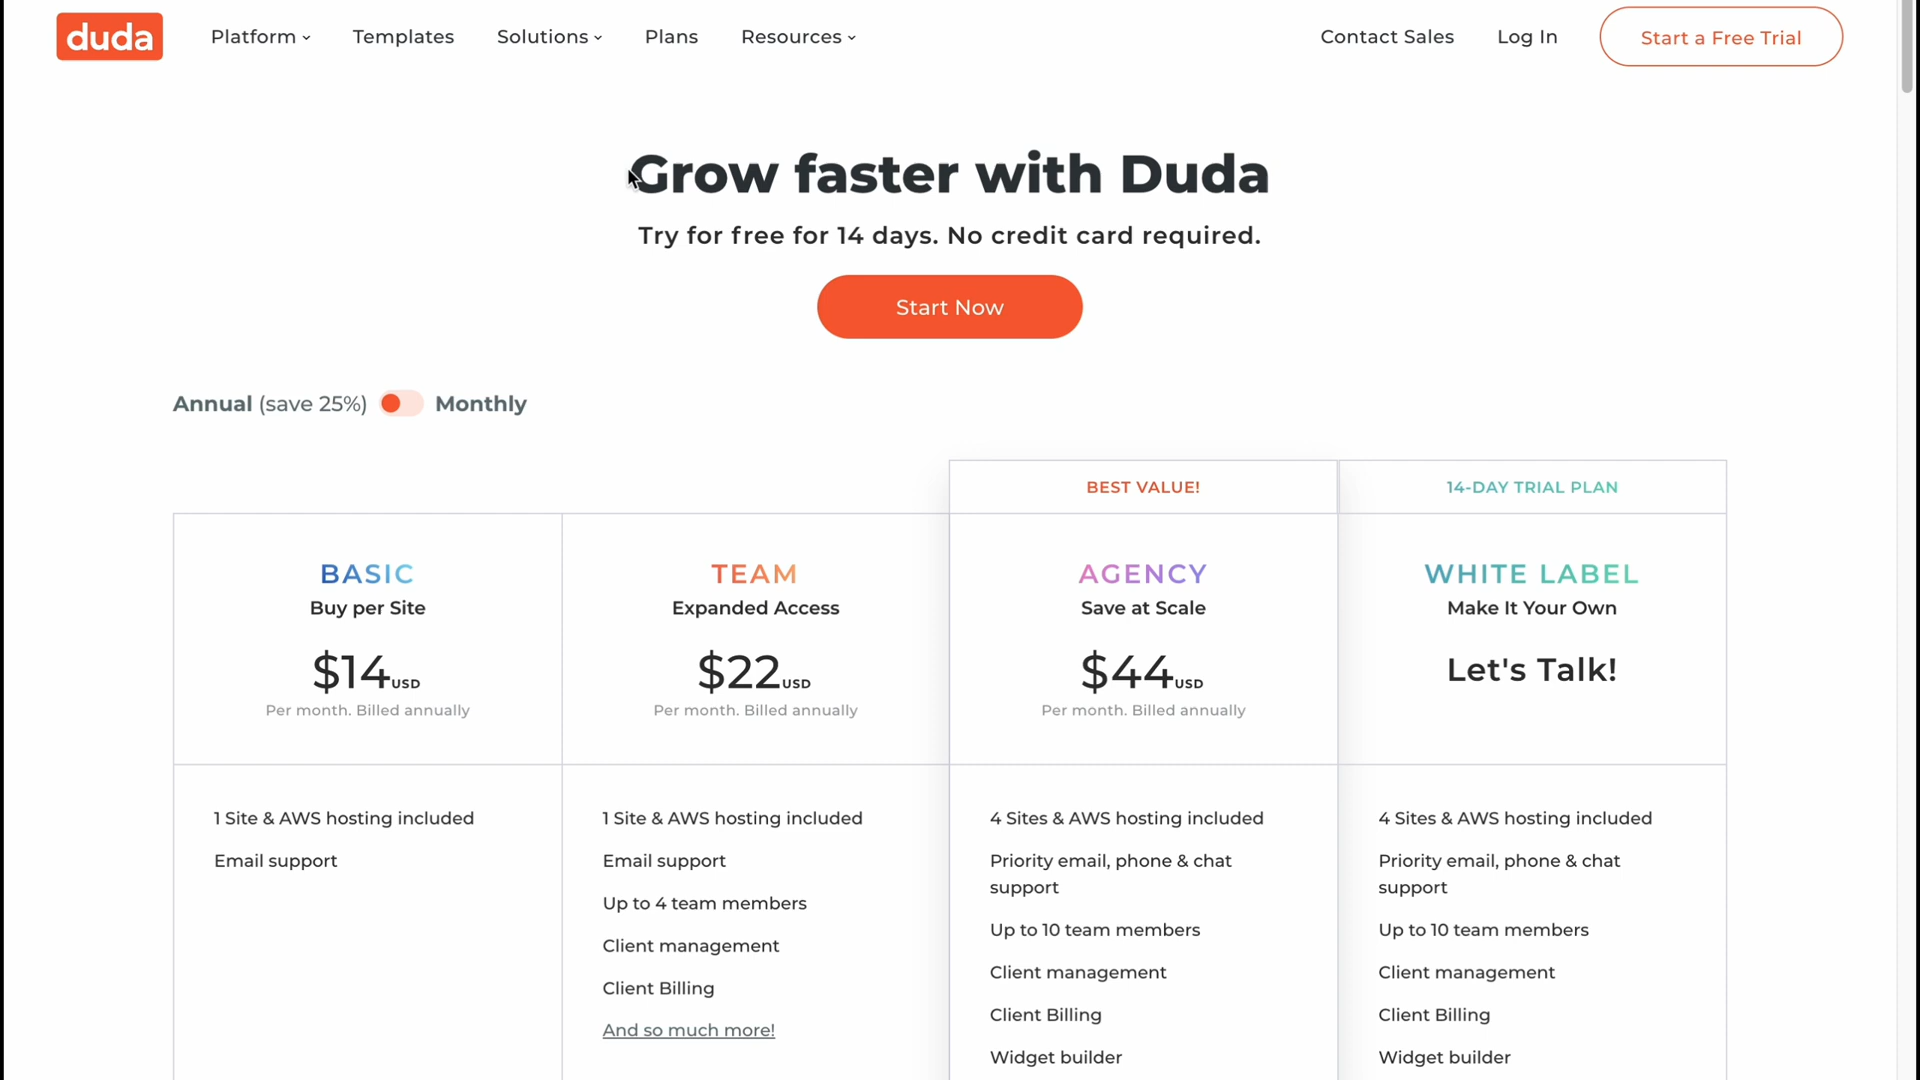 duda
Platform
Templates
Solutions
Plans
Resources
Contact Sales
Log In
Start a Free Trial
Grow faster with Duda
Try for free for 14 days. No credit card required.
Start Now
Annual (save 25%)
Monthly
BEST VALUE!
14-DAY TRIAL PLAN
BASIC
Buy per Site
$14USD
Per month. Billed annually
1 Site & AWS hosting included
Email support
TEAM
Expanded Access
$22USD
Per month. Billed annually
1 Site & AWS hosting included
Email support
Up to 4 team members
Client management
Client Billing
And so much more!
AGENCY
Save at Scale
$44USD
Per month. Billed annually
4 Sites & AWS hosting included
Priority email, phone & chat
support
Up to 10 team members
Client management
Client Billing
Widget builder
WHITE LABEL
Make It Your Own
Let's Talk!
4 Sites & AWS hosting included
Priority email, phone & chat
support
Up to 10 team members
Client management
Client Billing
Widget builder